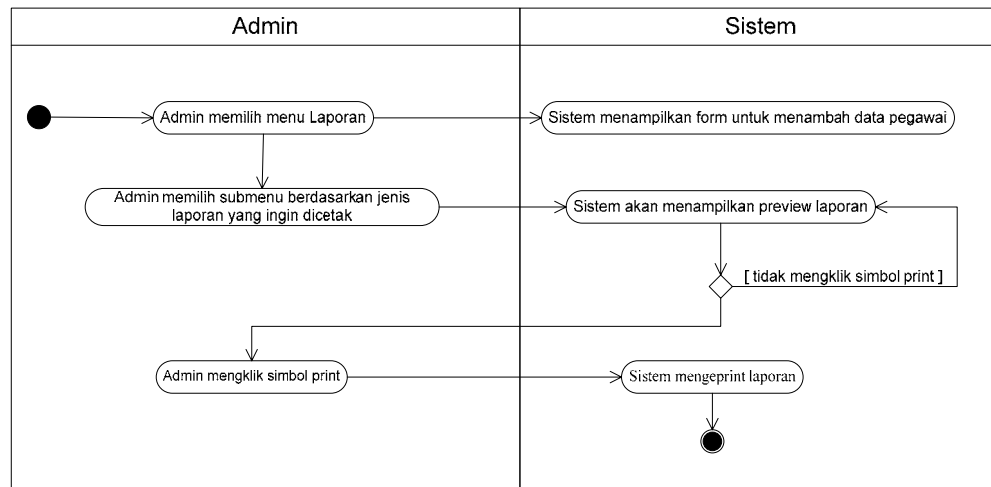 Admin
Sistem
Admin memilih menu Laporan
Sistem menampilkan form untuk menambah data pegawai
Admin memilih submenu berdasarkan jenis
laporan yang ingin dicetak
Sistem akan menampilkan preview laporan
[ tidak mengklik simbol print ]
Admin mengklik simbol print
Sistem mengeprint laporan